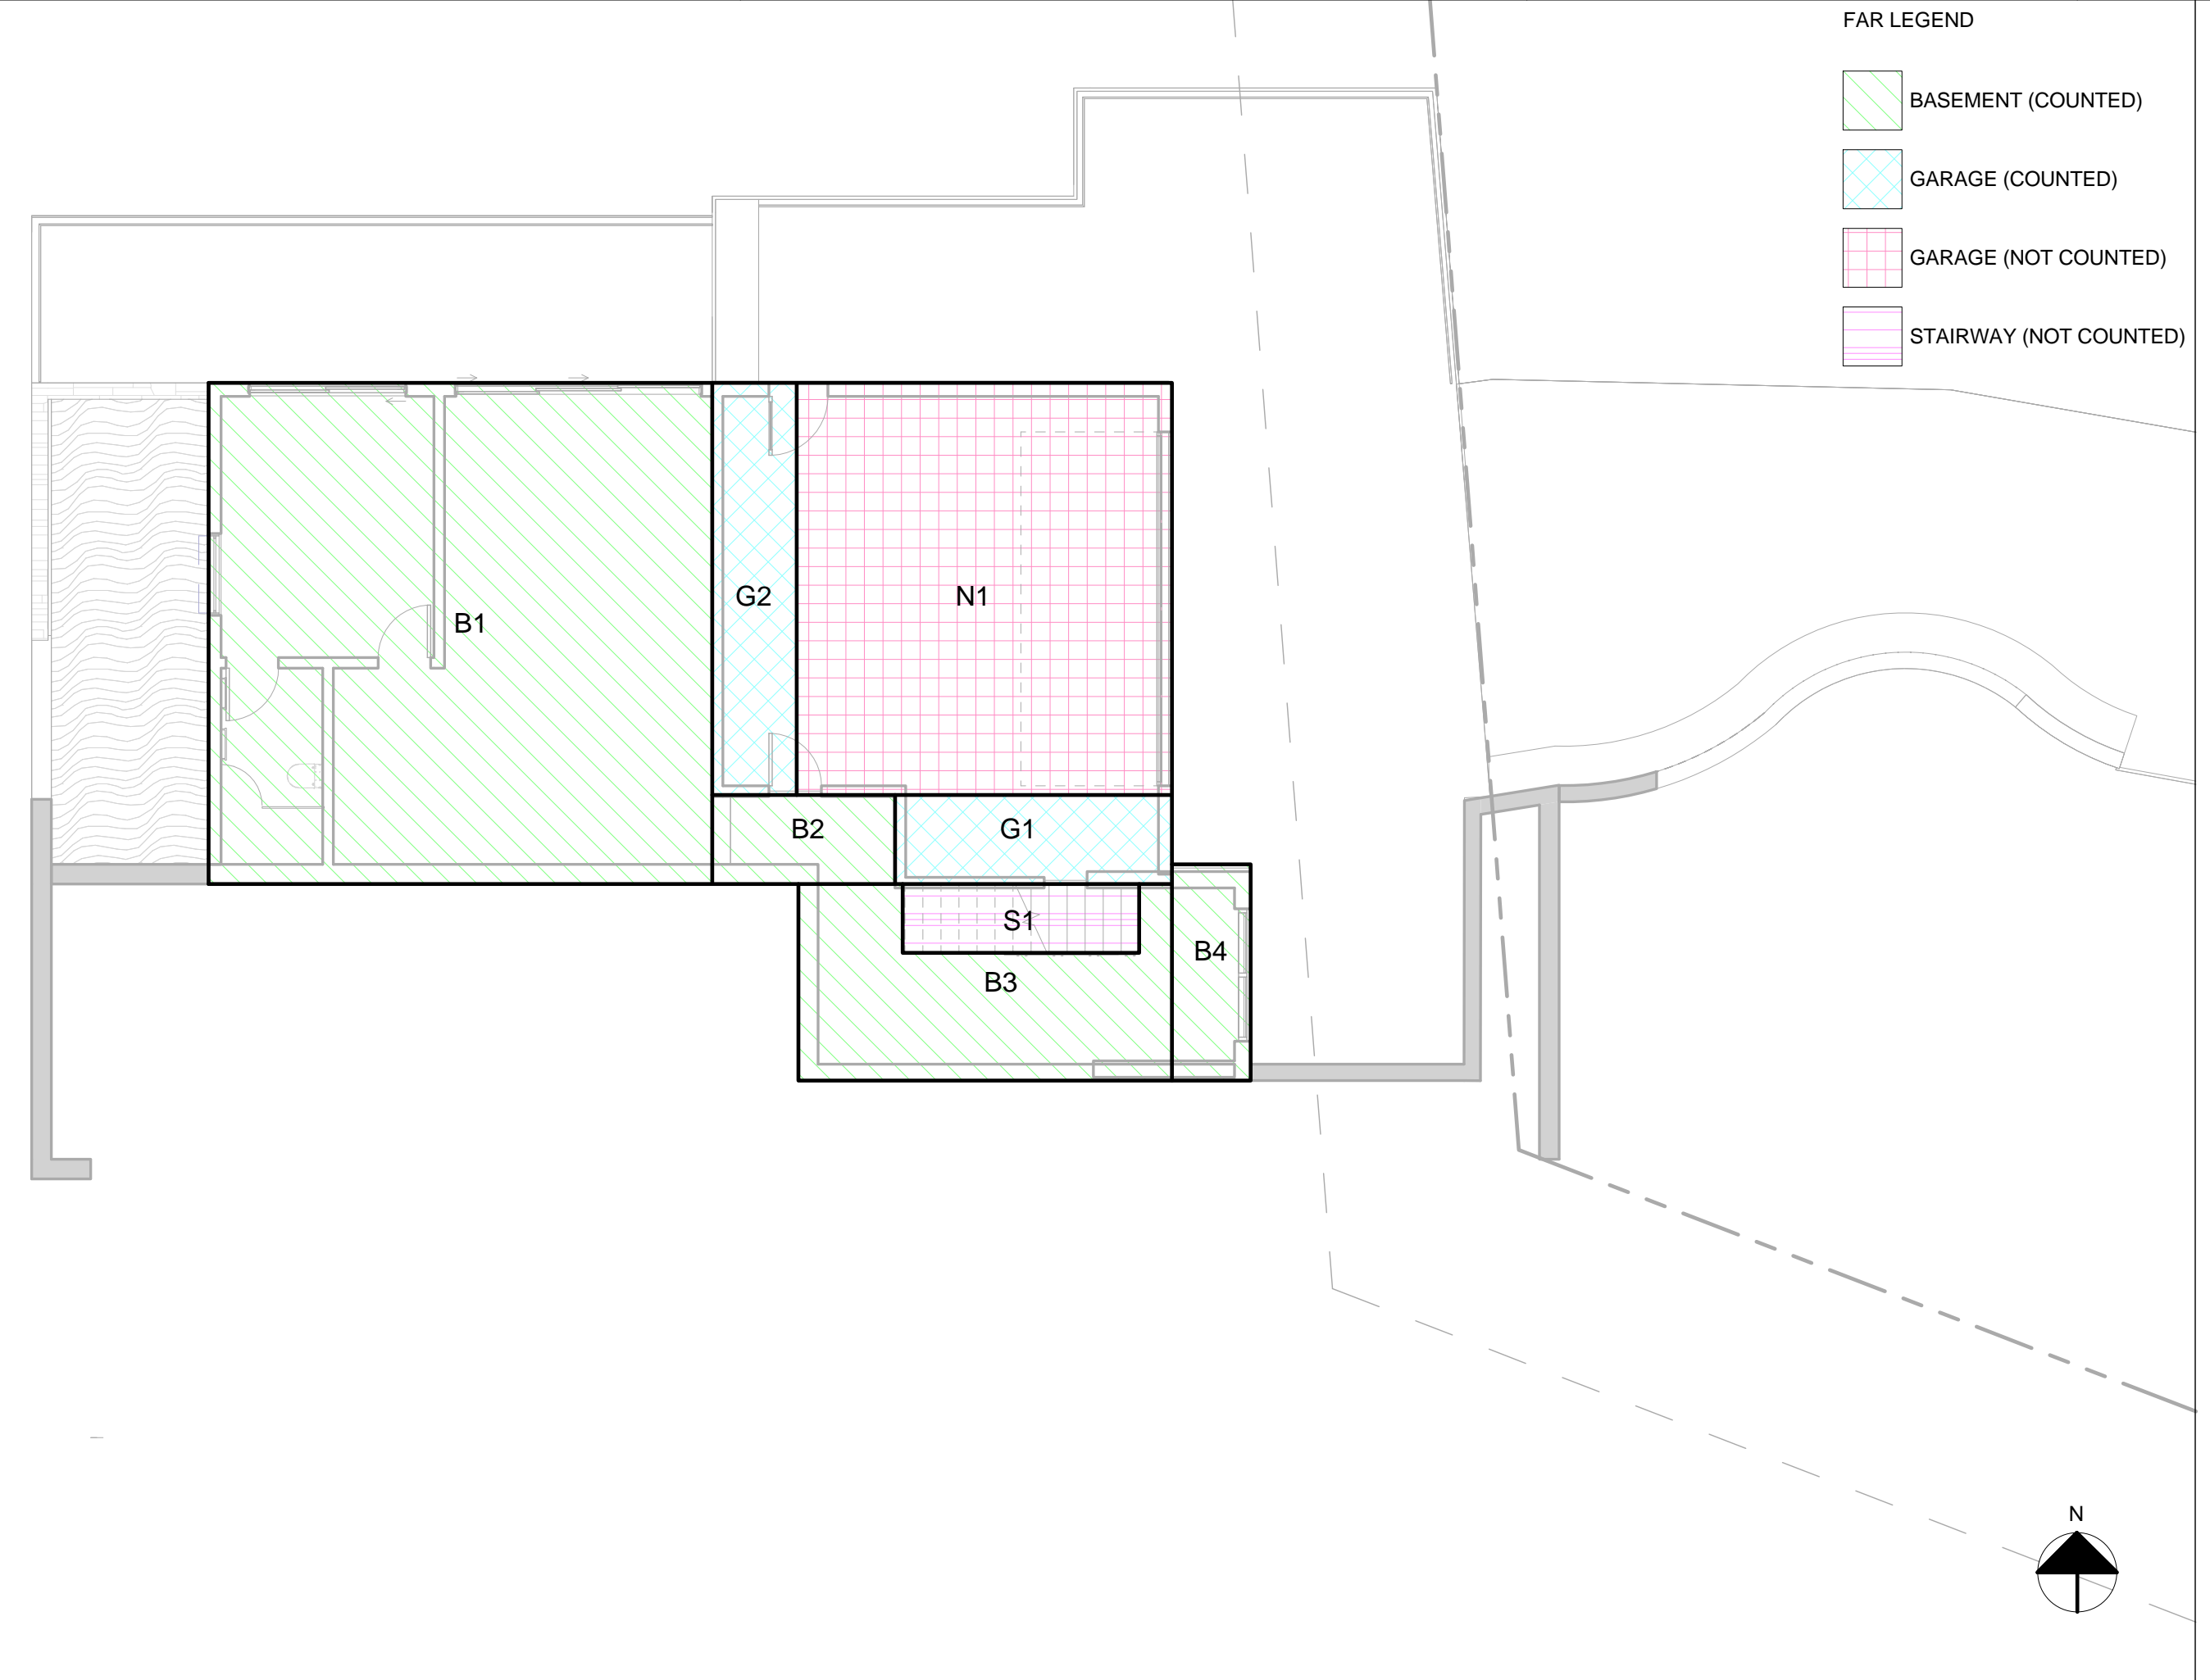 FAR LEGEND
BASEMENT (COUNTED)
GARAGE (COUNTED)
GARAGE (NOT COUNTED)
STAIRWAY (NOT COUNTED)
G2
N1
B1
B2
G1
S1
B4
B3
N